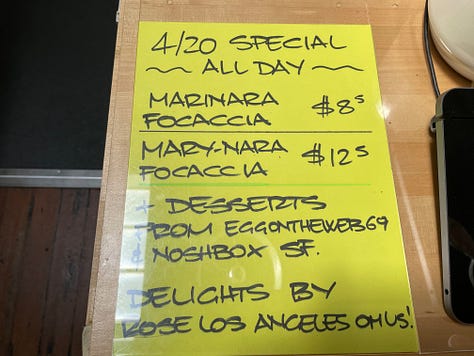 4/20 SPECIAL
~ ALL DAY ~
MARINARA $8⁵
FOCACCIA
MARY-NARA $12⁵
FOCACCIA
+ DESSERTS
FROM EGGONTHEWEB69
NOSHBOX SF.
DELIGHTS BY
ROSE LOS ANGELES ON US!